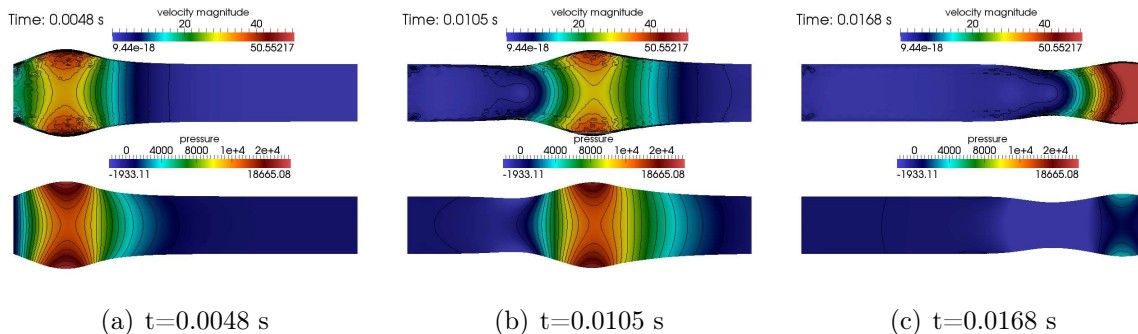 Time: 0.0048 s
velocity magnitude
20 40
9.44e-18 50.55217
pressure
0 4000 8000 1e+4 2e+4
-1933.11 18665.08
(a) t=0.0048 s
Time: 0.0105 s
velocity magnitude
20 40
9.44e-18 50.55217
pressure
0 4000 8000 1e+4 2e+4
-1933.11 18665.08
(b) t=0.0105 s
Time: 0.0168 s
velocity magnitude
20 40
9.44e-18 50.55217
pressure
0 4000 8000 1e+4 2e+4
-1933.11 18665.08
(c) t=0.0168 s